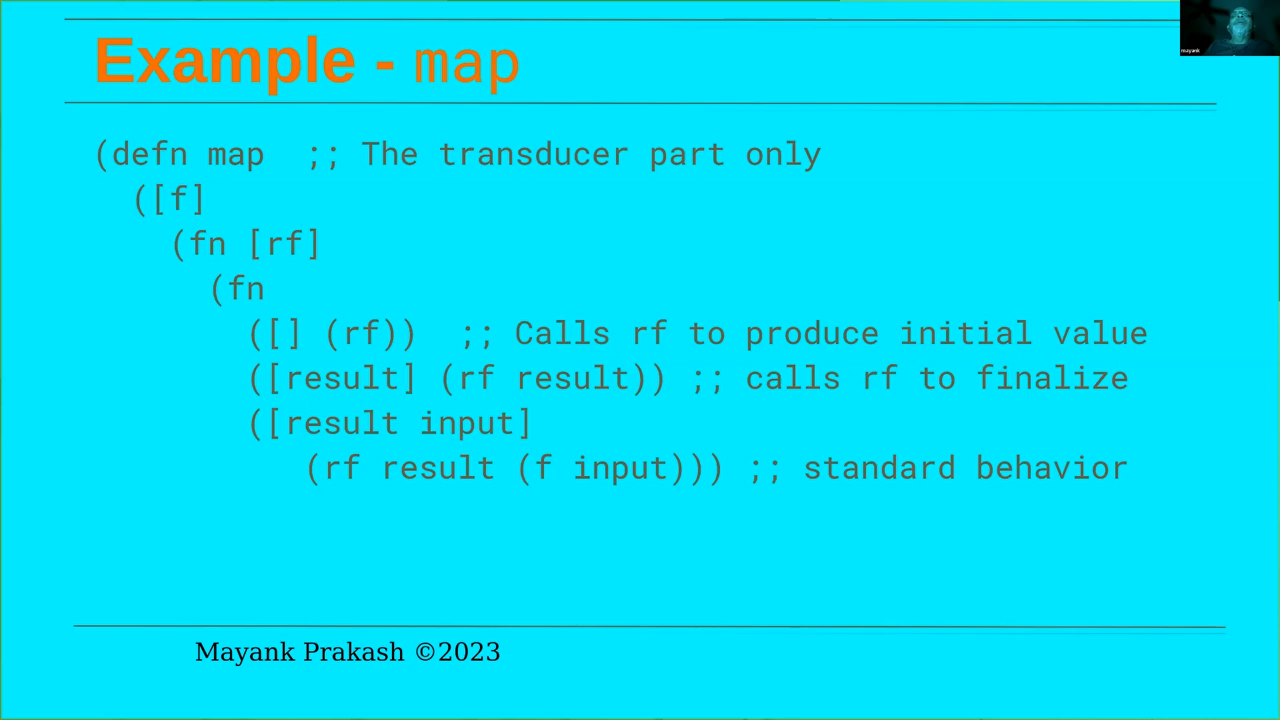 Example - map
mayank
(defn map  ;; The transducer part only
  ([f]
    (fn [rf]
      (fn
        ([] (rf))  ;; Calls rf to produce initial value
        ([result] (rf result)) ;; calls rf to finalize
        ([result input]
           (rf result (f input))) ;; standard behavior
Mayank Prakash ©2023